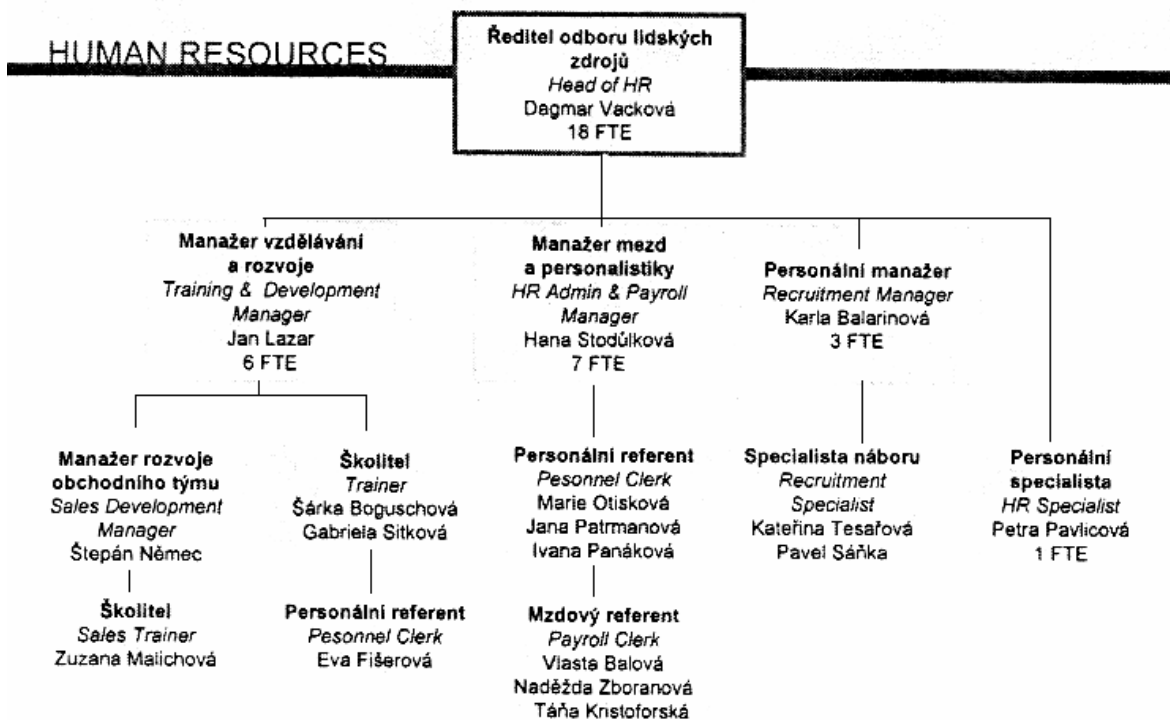 HUMAN RESOURCES
Ředitel odboru lidských
zdrojů
Head of HR
Dagmar Vacková
18 FTE
Manažer vzdělávání
a rozvoje
Training & Development
Manager
Jan Lazar
6 FTE
Manažer mezd
a personalistiky
HR Admin & Payroll
Manager
Hana Stodůlková
7 FTE
Personální manažer
Recruitment Manager
Karla Balarinová
3 FTE
Manažer rozvoje
obchodního týmu
Sales Development
Manager
Štepán Němec
Školitel
Trainer
Šárka Boguschová
Gabriela Sitková
Personální referent
Pesonnel Clerk
Marie Otisková
Jana Patrmanová
Ivana Panáková
Specialista náboru
Recruitment
Specialist
Kateřina Tesařová
Pavel Sáňka
Personální
specialista
HR Specialist
Petra Pavlicová
1 FTE
Školitel
Sales Trainer
Zuzana Malichová
Personální referent
Pesonnel Clerk
Eva Fišerová
Mzdový referent
Payroll Clerk
Vlasta Balová
Naděžda Zboranová
Táňa Kristoforská